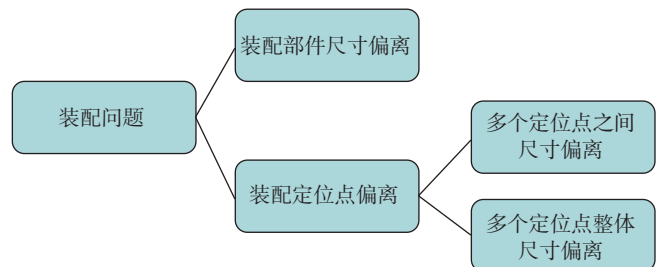 装配部件尺寸偏离
装配问题
多个定位点之间
尺寸偏离
装配定位点偏离
多个定位点整体
尺寸偏离